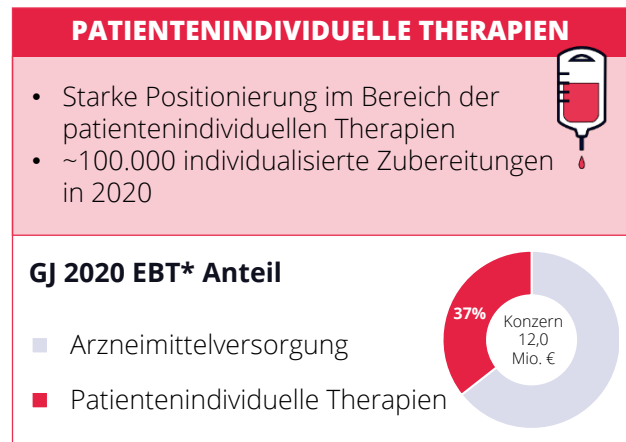 PATIENTENINDIVIDUELLE THERAPIEN
• Starke Positionierung im Bereich der
patientenindividuellen Therapien
• ~100.000 individualisierte Zubereitungen
in 2020
GJ 2020 EBT* Anteil
Arzneimittelversorgung
Patientenindividuelle Therapien
37%
Konzern
12,0
Mio. €